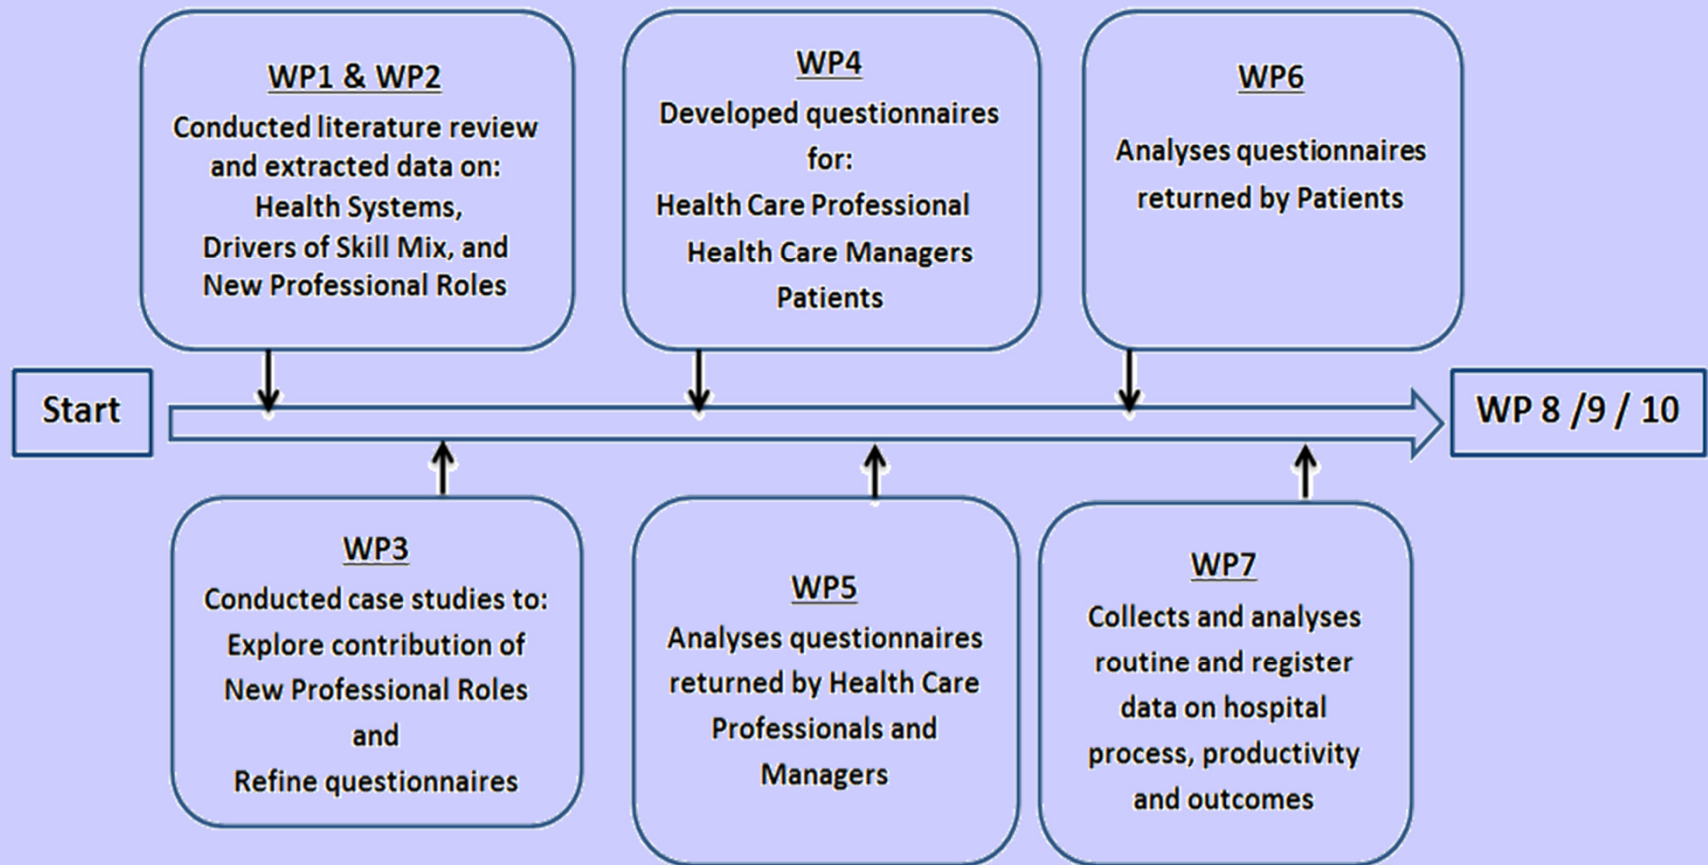 WP1 & WP2
Conducted literature review
and extracted data on:
Health Systems,
Drivers of Skill Mix, and
New Professional Roles
WP4
Developed questionnaires
for:
Health Care Professional
Health Care Managers
Patients
WP6
Analyses questionnaires
returned by Patients
Start
WP 8 /9 / 10
WP3
Conducted case studies to:
Explore contribution of
New Professional Roles
and
Refine questionnaires
WP5
Analyses questionnaires
returned by Health Care
Professionals and
Managers
WP7
Collects and analyses
routine and register
data on hospital
process, productivity
and outcomes